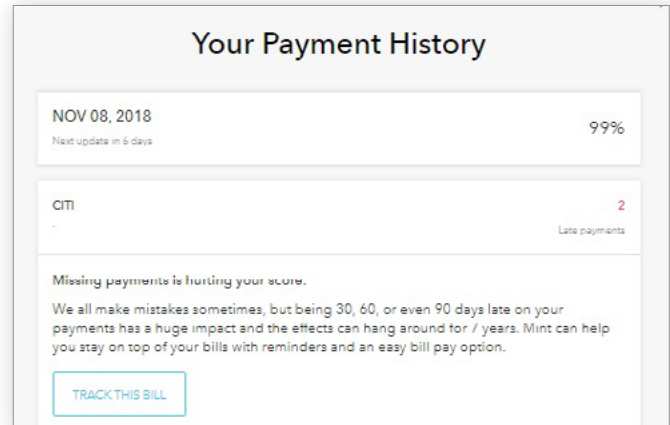 Your Payment History
NOV 08, 2018
99%
Next update in 6 days
CITI
2
Late payments
Missing payments is hurting your score.
We all make mistakes sometimes, but being 30, 60, or even 90 days late on your
payments has a huge impact and the effects can hang around for 7 years. Mint can help
you stay on top of your bills with reminders and an easy bill pay option.
TRACK THIS BILL